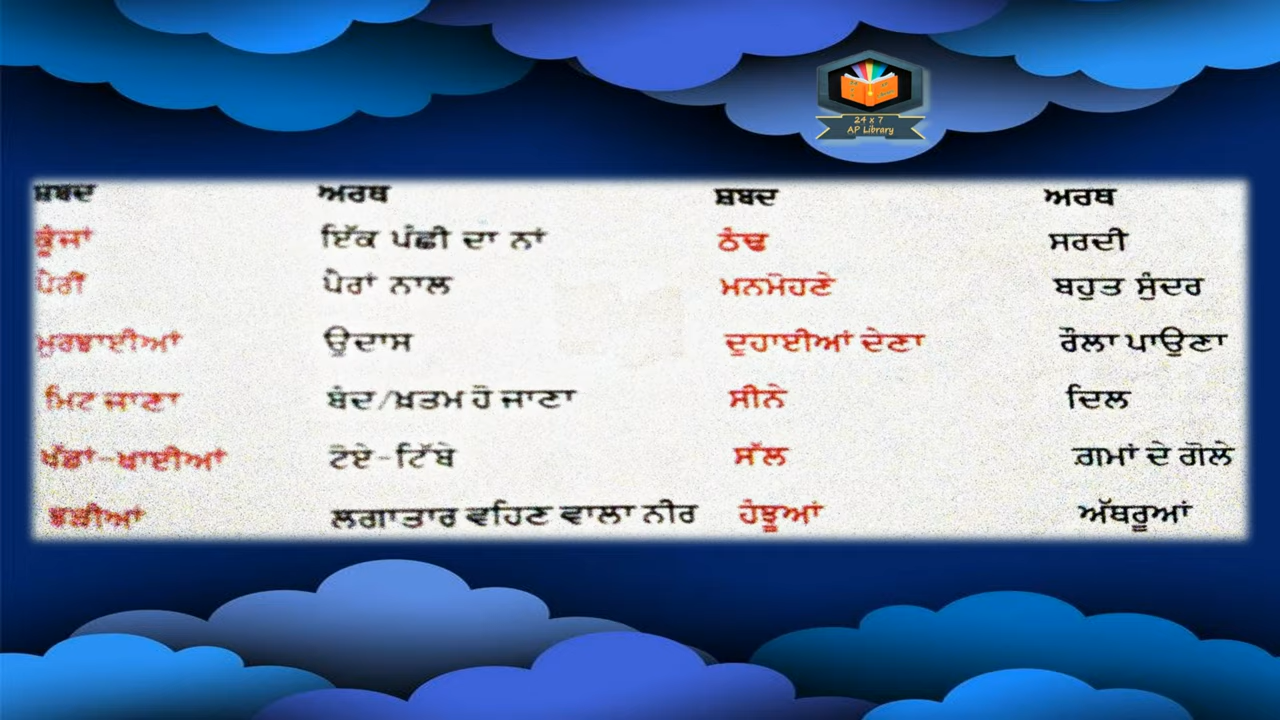 24 x 7
AP Library
ਸ਼ਬਦ ਅਰਥ ਸ਼ਬਦ ਅਰਥ
ਕੂੰਜਾਂ ਇੱਕ ਪੰਛੀ ਦਾ ਨਾਂ ਠੰਢ ਸਰਦੀ
ਪੈਰੀਂ ਪੈਰਾਂ ਨਾਲ ਮਨਮੋਹਣੇ ਬਹੁਤ ਸੁੰਦਰ
ਮੁਰਝਾਈਆਂ ਉਦਾਸ ਦੁਹਾਈਆਂ ਦੇਣਾ ਰੌਲਾ ਪਾਉਣਾ
ਮਿਟ ਜਾਣਾ ਬੰਦ/ਖ਼ਤਮ ਹੋ ਜਾਣਾ ਸੀਨੇ ਦਿਲ
ਖੱਡਾਂ-ਖਾਈਆਂ ਟੋਏ-ਟਿੱਬੇ ਸੱਲ ਗ਼ਮਾਂ ਦੇ ਗੋਲੇ
ਝੜੀਆਂ ਲਗਾਤਾਰ ਵਹਿਣ ਵਾਲਾ ਨੀਰ ਹੰਝੂਆਂ ਅੱਥਰੂਆਂ